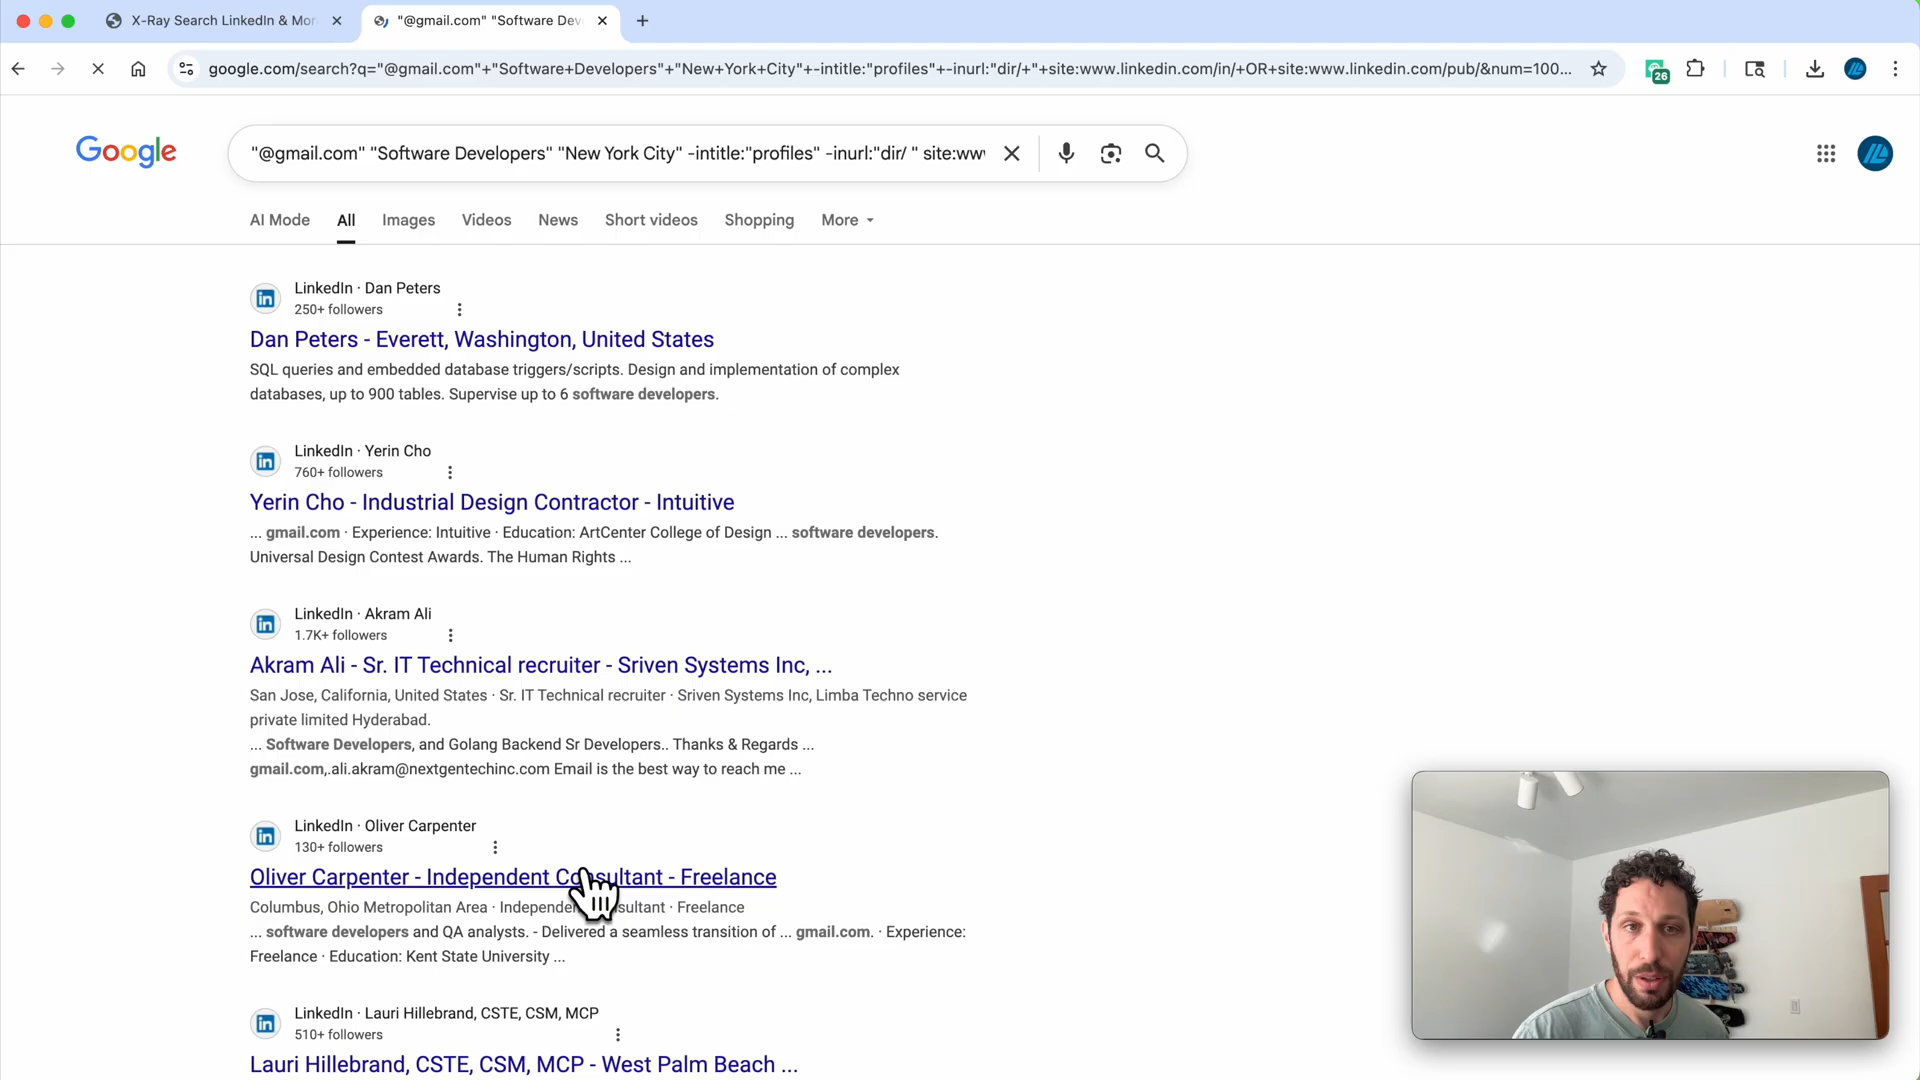 X-Ray Search LinkedIn & Mor
"@gmail.com" "Software Dev
google.com/search?q="@gmail.com"+"Software+Developers"+"New+York+City"+-intitle:"profiles"+-inurl:"dir/+"+site:www.linkedin.com/in/+OR+site:www.linkedin.com/pub/&num=100...
26
Google
"@gmail.com" "Software Developers" "New York City" -intitle:"profiles" -inurl:"dir/ " site:ww
AI Mode All Images Videos News Short videos Shopping More
LinkedIn · Dan Peters
250+ followers
Dan Peters - Everett, Washington, United States
SQL queries and embedded database triggers/scripts. Design and implementation of complex
databases, up to 900 tables. Supervise up to 6 software developers.
LinkedIn · Yerin Cho
760+ followers
Yerin Cho - Industrial Design Contractor - Intuitive
... gmail.com · Experience: Intuitive · Education: ArtCenter College of Design ... software developers.
Universal Design Contest Awards. The Human Rights ...
LinkedIn · Akram Ali
1.7K+ followers
Akram Ali - Sr. IT Technical recruiter - Sriven Systems Inc, ...
San Jose, California, United States · Sr. IT Technical recruiter · Sriven Systems Inc, Limba Techno service
private limited Hyderabad.
... Software Developers, and Golang Backend Sr Developers.. Thanks & Regards ...
gmail.com,.ali.akram@nextgentechinc.com Email is the best way to reach me ...
LinkedIn · Oliver Carpenter
130+ followers
Oliver Carpenter - Independent Consultant - Freelance
Columbus, Ohio Metropolitan Area · Independent Consultant · Freelance
... software developers and QA analysts. - Delivered a seamless transition of ... gmail.com. · Experience:
Freelance · Education: Kent State University ...
LinkedIn · Lauri Hillebrand, CSTE, CSM, MCP
510+ followers
Lauri Hillebrand, CSTE, CSM, MCP - West Palm Beach ...